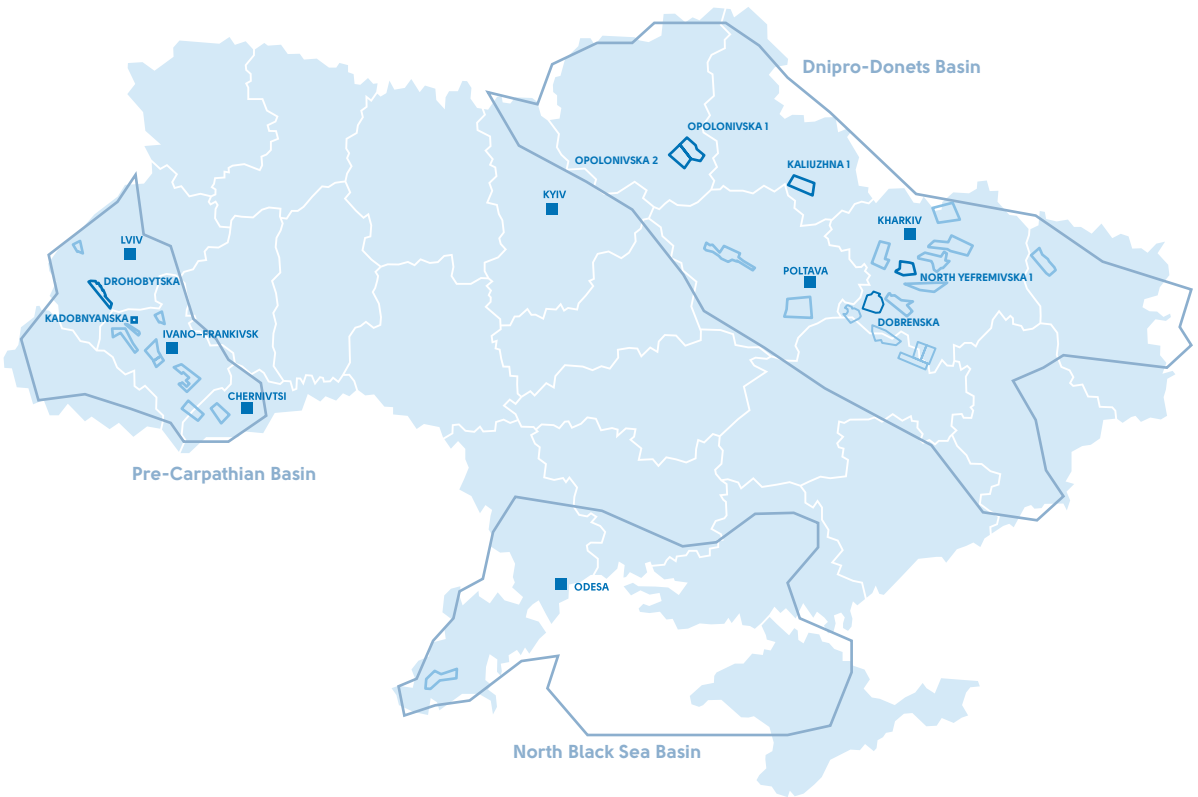 Dnipro-Donets Basin
OPOLONIVSKA 1
OPOLONIVSKA 2
KALIUZHNA 1
KYIV
KHARKIV
LVIV
POLTAVA
NORTH YEFREMIVSKA 1
DROHOBYTSKA
KADOBNYANSKA
DOBRENSKA
IVANO-FRANKIVSK
CHERNIVTSI
Pre-Carpathian Basin
ODESA
North Black Sea Basin